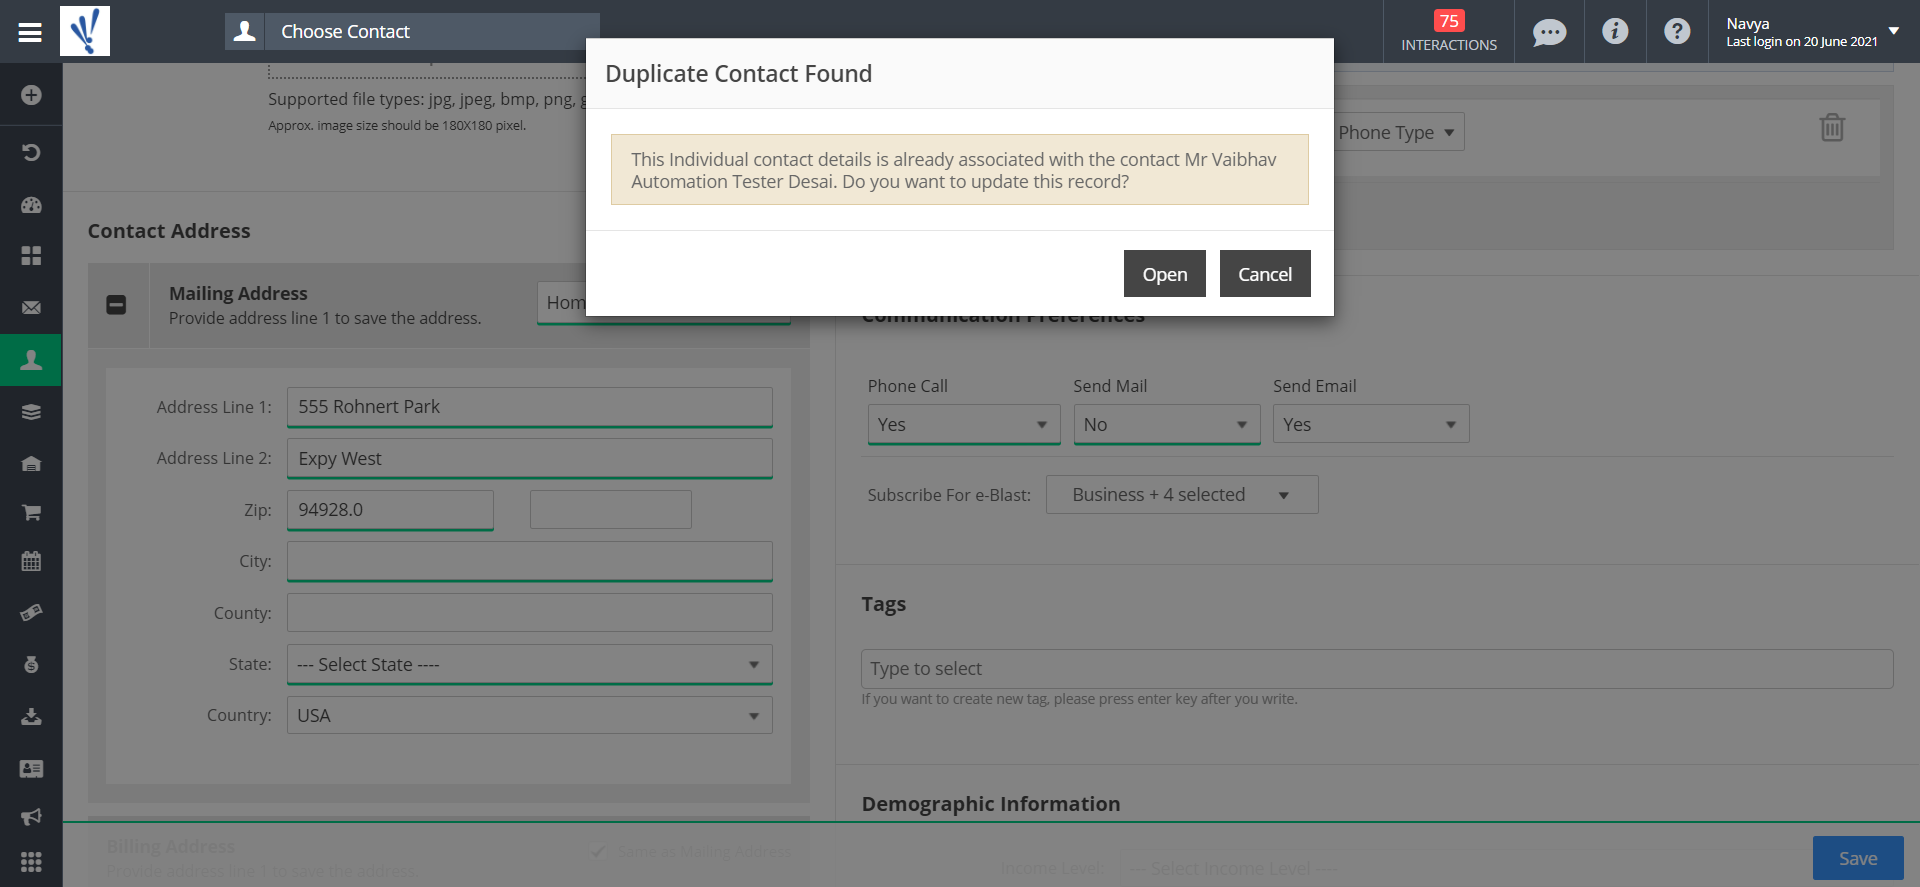 Choose Contact
75
INTERACTIONS
Navya
Last login on 20 June 2021
Supported file types: jpg, jpeg, bmp, png,
Approx. image size should be 180X180 pixel.
Duplicate Contact Found
This Individual contact details is already associated with the contact Mr Vaibhav
Automation Tester Desai. Do you want to update this record?
Open
Cancel
Phone Type
Contact Address
Mailing Address
Provide address line 1 to save the address.
Hom
Address Line 1:
555 Rohnert Park
Address Line 2:
Expy West
Zip:
94928.0
City:
County:
State:
--- Select State ----
Country:
USA
Billing Address
Provide address line 1 to save the address.
Same as Mailing Address
Communication Preferences
Phone Call
Send Mail
Send Email
Yes
No
Yes
Subscribe For e-Blast:
Business + 4 selected
Tags
Type to select
If you want to create new tag, please press enter key after you write.
Demographic Information
Income Level:
--- Select Income Level ----
Save